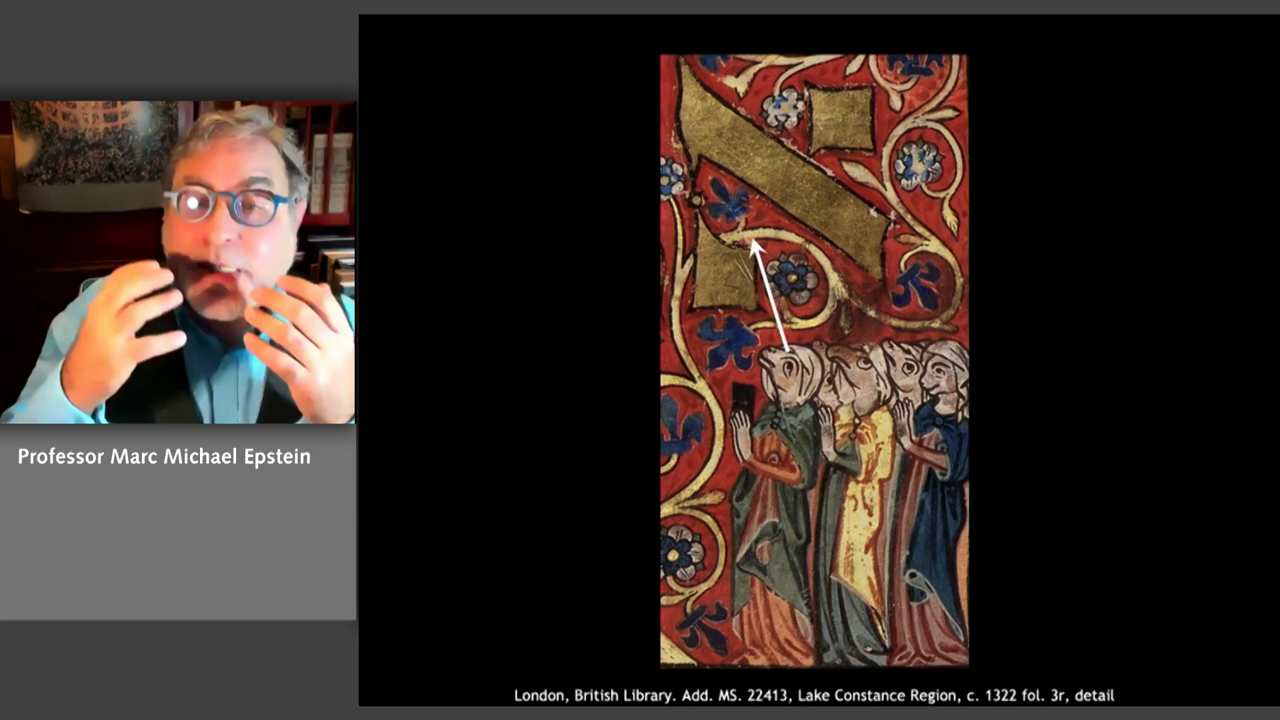 א
Professor Marc Michael Epstein
London, British Library. Add. MS. 22413, Lake Constance Region, c. 1322 fol. 3r, detail